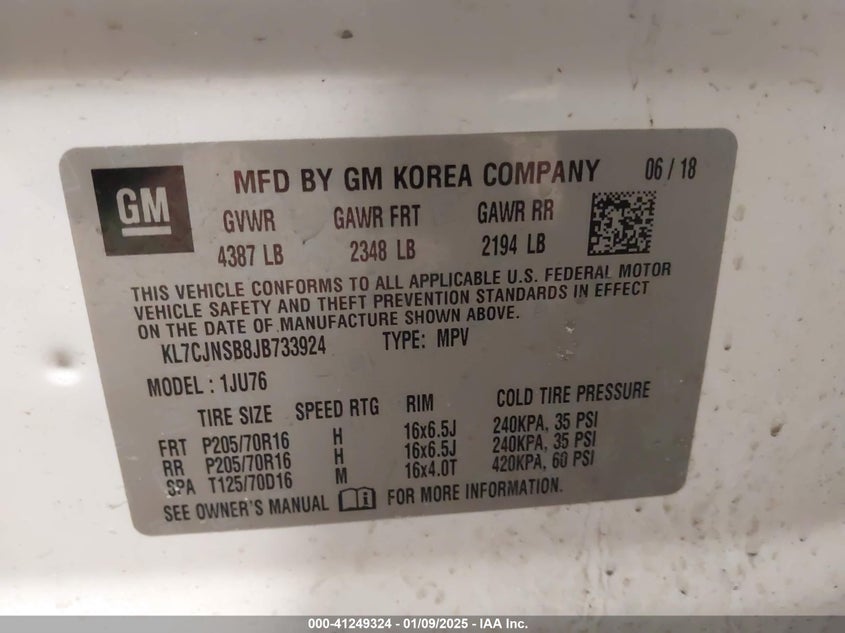 GM MFD BY GM KOREA COMPANY 06 / 18
GVWR GAWR FRT GAWR RR
4387 LB 2348 LB 2194 LB
THIS VEHICLE CONFORMS TO ALL APPLICABLE U.S. FEDERAL MOTOR
VEHICLE SAFETY AND THEFT PREVENTION STANDARDS IN EFFECT
ON THE DATE OF MANUFACTURE SHOWN ABOVE.
KL7CJNSB8JB733924 TYPE: MPV
MODEL : 1JU76
TIRE SIZE SPEED RTG RIM COLD TIRE PRESSURE
FRT P205/70R16 H 16x6.5J 240KPA, 35 PSI
RR P205/70R16 H 16x6.5J 240KPA, 35 PSI
SPA T125/70D16 M 16x4.0T 420KPA, 60 PSI
SEE OWNER'S MANUAL FOR MORE INFORMATION.
000-41249324 - 01/09/2025 - IAA Inc.